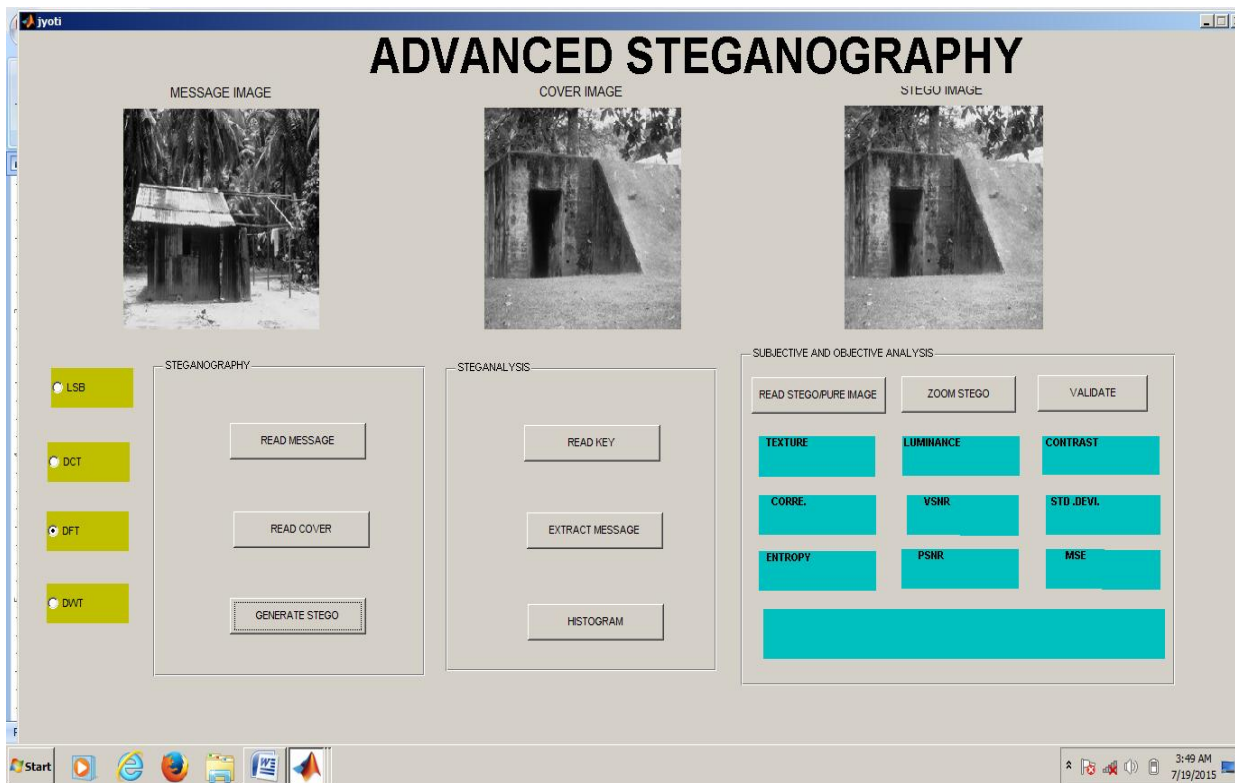 jyoti
ADVANCED STEGANOGRAPHY
MESSAGE IMAGE
COVER IMAGE
STEGO IMAGE
LSB
DCT
DFT
DWT
STEGANOGRAPHY
READ MESSAGE
READ COVER
GENERATE STEGO
STEGANALYSIS
READ KEY
EXTRACT MESSAGE
HISTOGRAM
SUBJECTIVE AND OBJECTIVE ANALYSIS
READ STEGO/PURE IMAGE
ZOOM STEGO
VALIDATE
TEXTURE
LUMINANCE
CONTRAST
CORRE.
VSNR
STD .DEVI.
ENTROPY
PSNR
MSE
Start
3:49 AM
7/19/2015